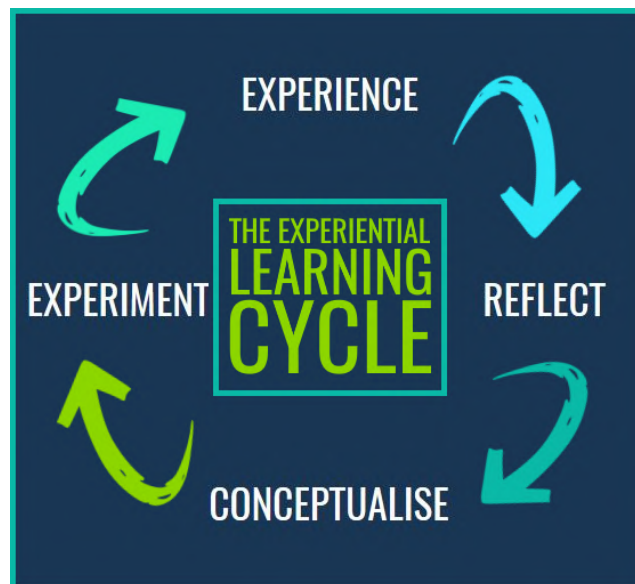 EXPERIENCE
THE EXPERIENTIAL
LEARNING
CYCLE
EXPERIMENT
REFLECT
CONCEPTUALISE